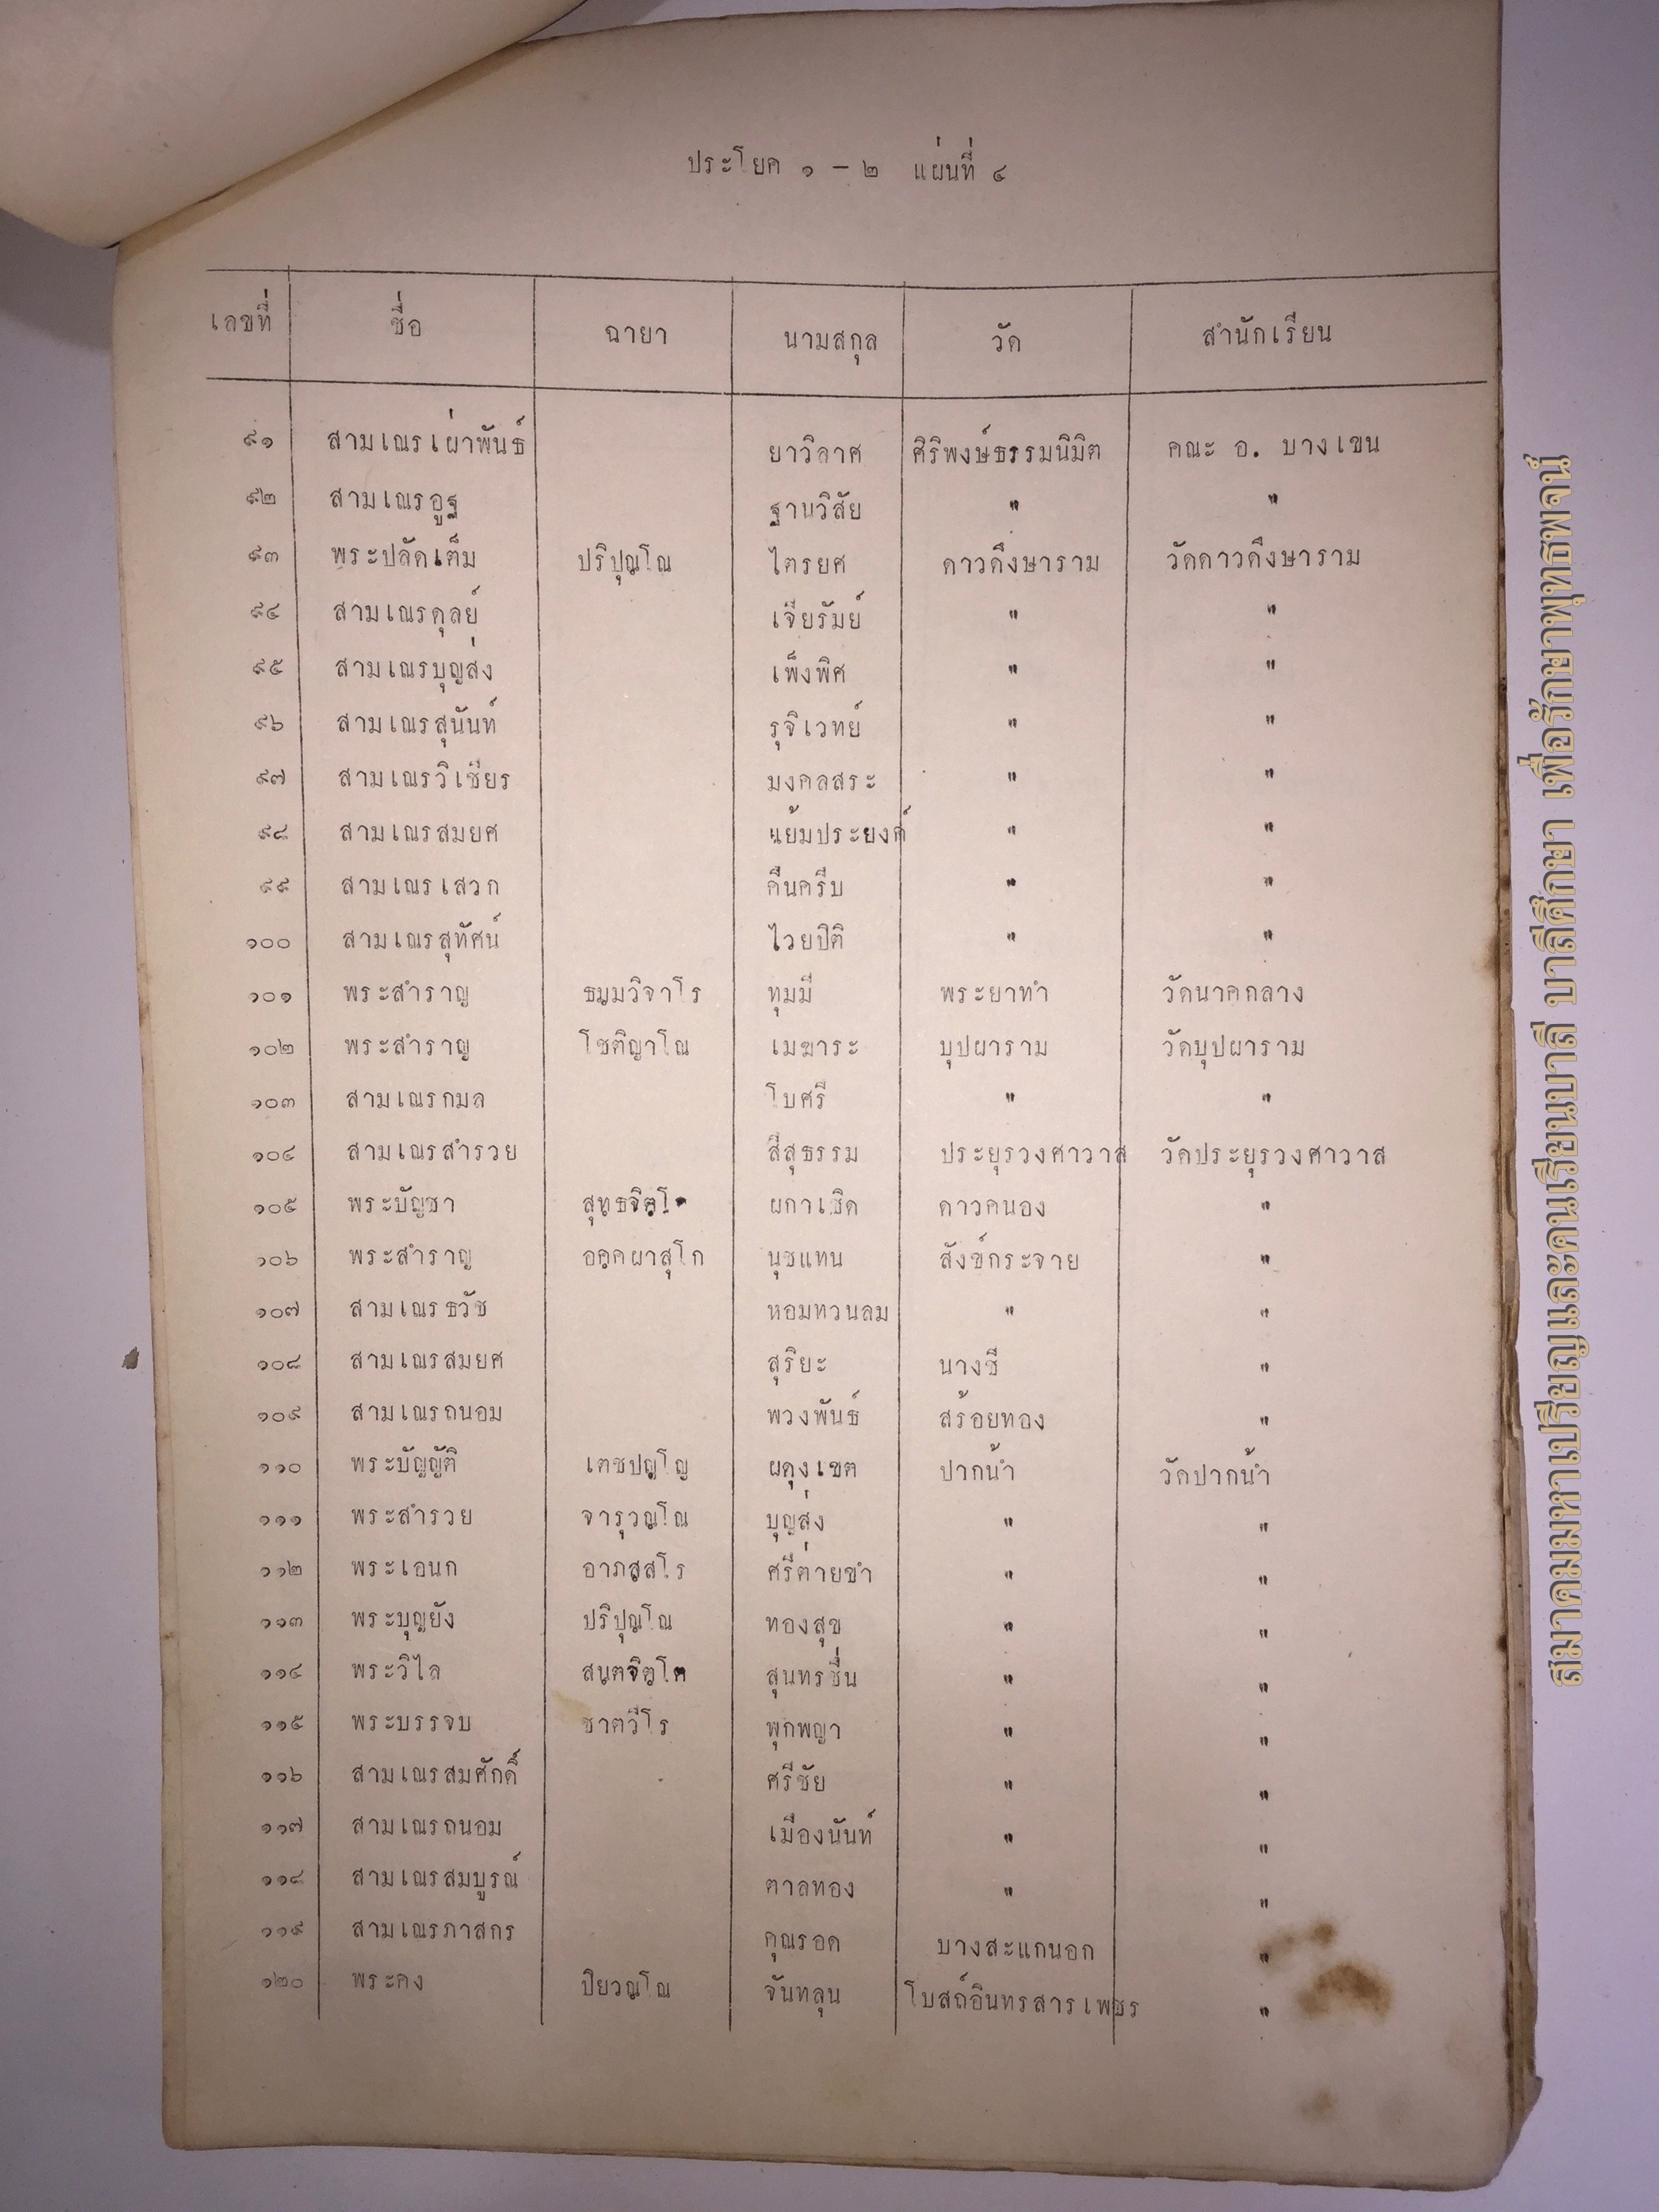 ประโยค ๑ – ๒ แผ่นที่ ๔
เลขที่ ชื่อ ฉายา นามสกุล วัด สำนักเรียน
๙๑ สามเณรเผ่าพันธ์ ยาวิลาศ ศิริพงษ์ธรรมนิมิต คณะ อ. บางเขน
๙๒ สามเณรอูฐ ฐานวิสัย " "
๙๓ พระปลัดเต็ม ปริปุณฺโณ ไตรยศ ดาวดึงษาราม วัดดาวดึงษาราม
๙๔ สามเณรดุลย์ เจียรัมย์ " "
๙๕ สามเณรบุญส่ง เพ็งพิศ " "
๙๖ สามเณรสุนันท์ รุจิเวทย์ " "
๙๗ สามเณรวิเชียร มงคลสระ " "
๙๘ สามเณรสมยศ แย้มประยงค์ " "
๙๙ สามเณรเสวก คืนครีบ " "
๑๐๐ สามเณรสุทัศน์ ไวยปิติ " "
๑๐๑ พระสำราญ ธมฺมวิจาโร ทุมมี พระยาทำ วัดนาคกลาง
๑๐๒ พระสำราญ โชติญาโณ เมฆาระ บุปผาราม วัดบุปผาราม
๑๐๓ สามเณรกมล โบศรี " "
๑๐๔ สามเณรสำรวย สีสุธรรม ประยุรวงศาวาส วัดประยุรวงศาวาส
๑๐๕ พระบัญชา สุทฺธจิตฺโต ผกาเชิด ดาวคนอง "
๑๐๖ พระสำราญ อคฺคผาสุโก นุชแทน สังข์กระจาย "
๑๐๗ สามเณรธวัช หอมทวนลม " "
๑๐๘ สามเณรสมยศ สุริยะ นางชี "
๑๐๙ สามเณรถนอม พวงพันธ์ สร้อยทอง "
๑๑๐ พระบัญญัติ เตชปญฺโญ ผดุงเขต ปากน้ำ วัดปากน้ำ
๑๑๑ พระสำรวย จารุวณฺโณ บุญส่ง " "
๑๑๒ พระเอนก อาภสฺสโร ศรีต่ายขำ " "
๑๑๓ พระบุญยัง ปริปุณฺโณ ทองสุข " "
๑๑๔ พระวิไล สนฺตจิตฺโต สุนทรชื่น " "
๑๑๕ พระบรรจบ ชาตวีโร พุกพญา " "
๑๑๖ สามเณรสมศักดิ์ ศรีชัย " "
๑๑๗ สามเณรถนอม เมืองนันท์ " "
๑๑๘ สามเณรสมบูรณ์ ตาลทอง " "
๑๑๙ สามเณรภาสกร คุณรอด บางสะแกนอก "
๑๒๐ พระคง ปิยวณฺโณ จันทลุน โบสถ์อินทรสารเพชร "
สมาคมมหาเปรียญและคนเรียนบาลี บาลีศึกษา เพื่อรักษาพุทธพจน์